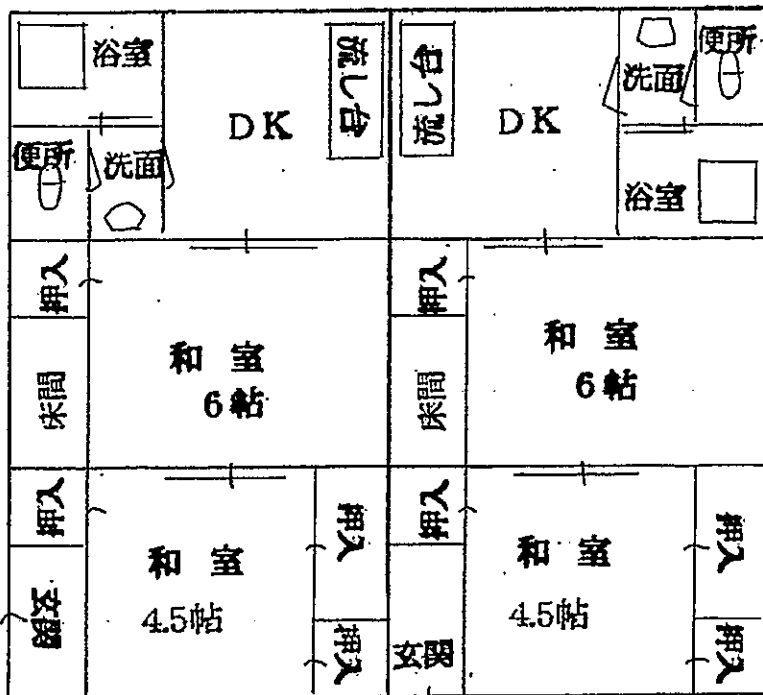 浴室
流し台
流し台
便所
洗面
DK
DK
便所
洗面
浴室
押入
押入
和室
6帖
和室
6帖
床間
床間
押入
押入
押入
押入
和室
4.5帖
和室
4.5帖
玄関
押入
玄関
押入